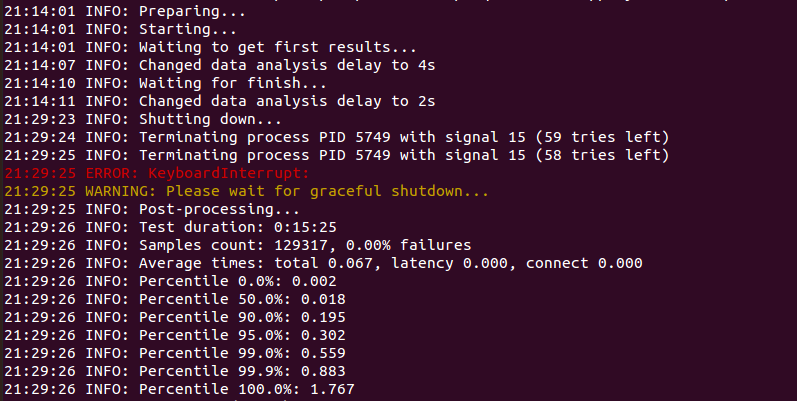 21:14:01 INFO: Preparing...
21:14:01 INFO: Starting...
21:14:01 INFO: Waiting to get first results...
21:14:07 INFO: Changed data analysis delay to 4s
21:14:10 INFO: Waiting for finish...
21:14:11 INFO: Changed data analysis delay to 2s
21:29:23 INFO: Shutting down...
21:29:24 INFO: Terminating process PID 5749 with signal 15 (59 tries left)
21:29:25 INFO: Terminating process PID 5749 with signal 15 (58 tries left)
21:29:25 ERROR: KeyboardInterrupt:
21:29:25 WARNING: Please wait for graceful shutdown...
21:29:25 INFO: Post-processing...
21:29:26 INFO: Test duration: 0:15:25
21:29:26 INFO: Samples count: 129317, 0.00% failures
21:29:26 INFO: Average times: total 0.067, latency 0.000, connect 0.000
21:29:26 INFO: Percentile 0.0%: 0.002
21:29:26 INFO: Percentile 50.0%: 0.018
21:29:26 INFO: Percentile 90.0%: 0.195
21:29:26 INFO: Percentile 95.0%: 0.302
21:29:26 INFO: Percentile 99.0%: 0.559
21:29:26 INFO: Percentile 99.9%: 0.883
21:29:26 INFO: Percentile 100.0%: 1.767